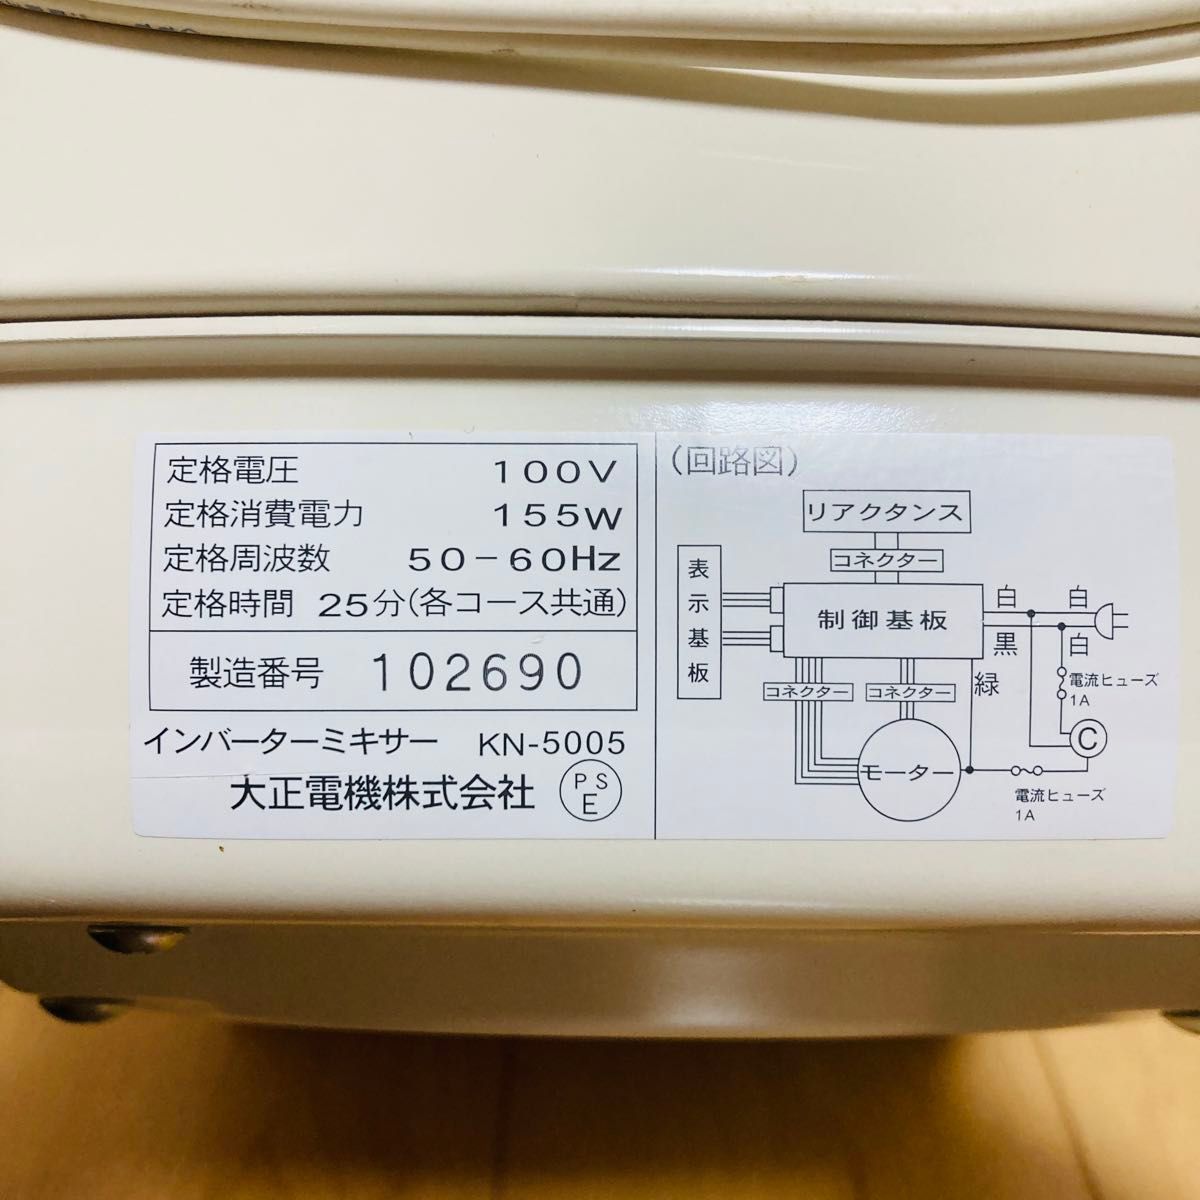 定格電圧 100V
定格消費電力 155W
定格周波数 50-60Hz
定格時間 25分(各コース共通)
製造番号 102690
インバーターミキサー KN-5005
大正電機株式会社 PSE
(回路図)
リアクタンス
コネクター
表示基板
制御基板
白 白
黒 白
緑
コネクター コネクター
電流ヒューズ
1A
C
モーター
電流ヒューズ
1A